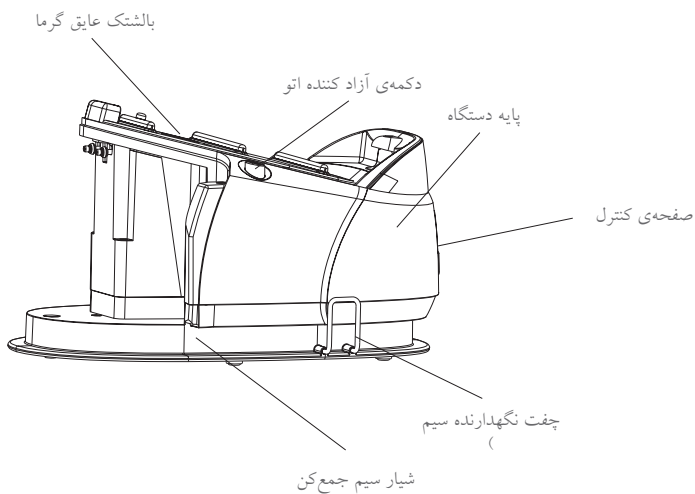 بالشتک عایق گرما
دکمه‌ی آزاد کننده اتو
پایه دستگاه
صفحه‌ی کنترل
چفت نگهدارنده سیم
(
شیار سیم جمع‌کن